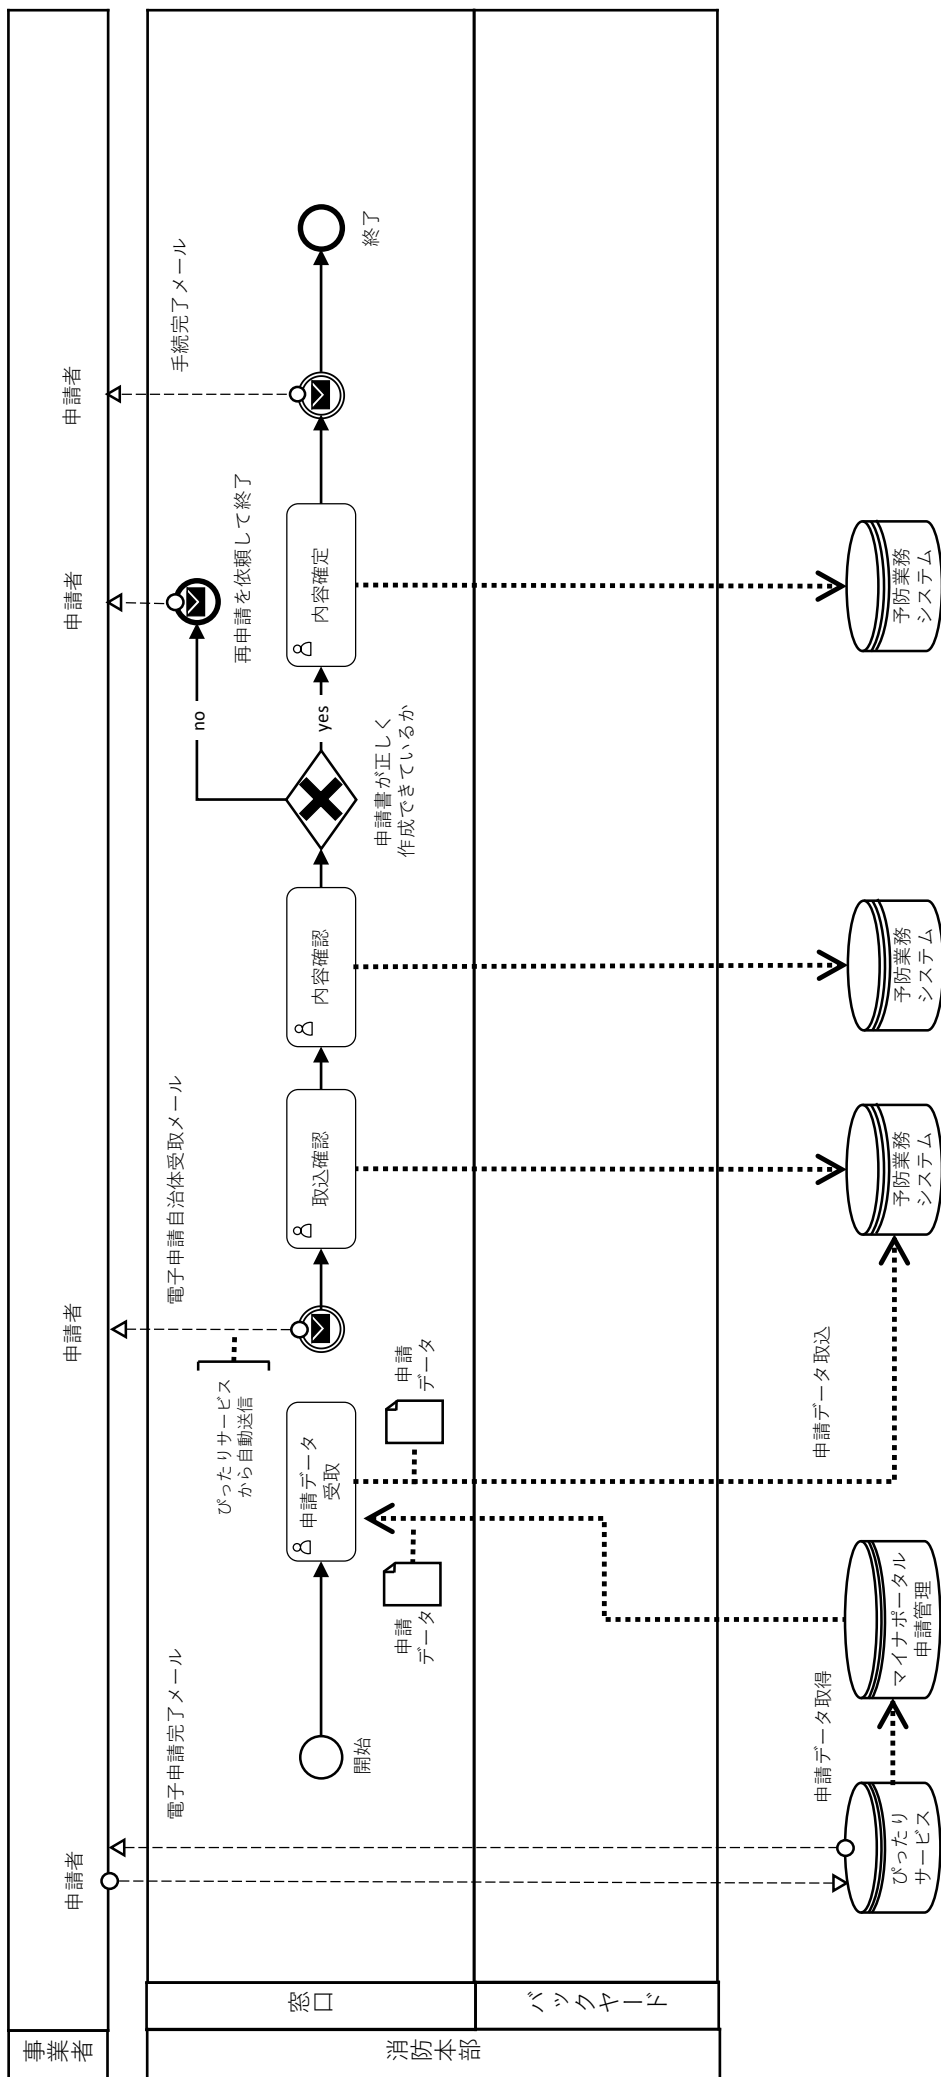 事業者
消防本部
窓口
バックヤード
申請者
電子申請完了メール
開始
ぴったり
サービス
申請データ取得
マイナポータル
申請管理
申請
データ
申請データ
受取
申請
データ
申請データ取込
ぴったりサービス
から自動送信
申請者
電子申請自治体受取メール
取込確認
予防業務
システム
内容確認
予防業務
システム
申請書が正しく
作成できているか
no
yes
申請者
再申請を依頼して終了
内容確定
予防業務
システム
申請者
手続完了メール
終了